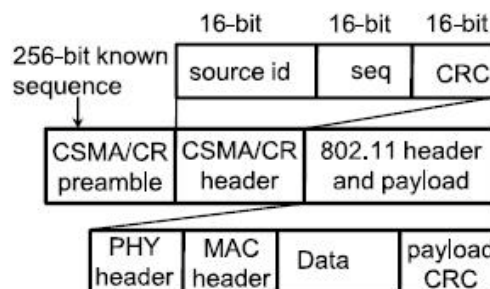 16-bit 16-bit 16-bit
256-bit known
sequence
source id seq CRC
CSMA/CR
preamble
CSMA/CR
header
802.11 header
and payload
PHY
header
MAC
header
Data
payload
CRC